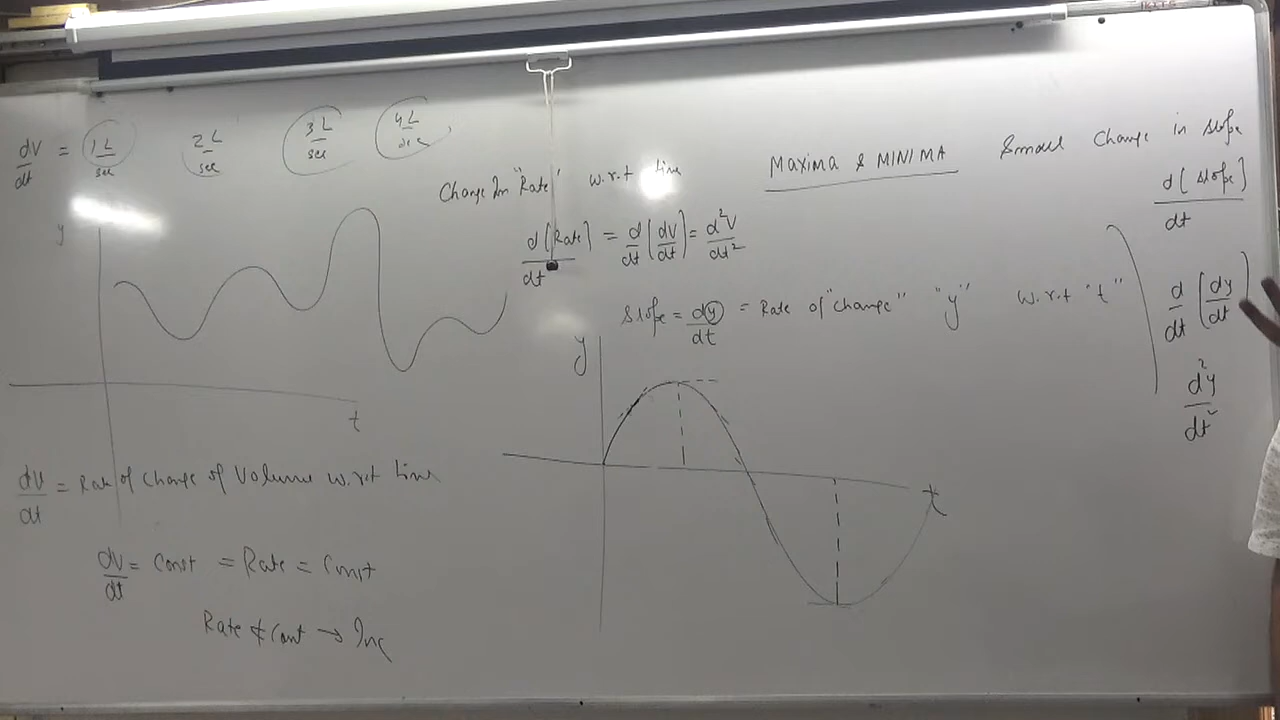 dV/dt = 1L/sec 2L/sec 3L/sec 4L/sec
Change In "Rate" w.r.t time
d(Rate)/dt = d/dt(dV/dt) = d²V/dt²
y
t
dV/dt = Rate of Change of Volume w.r.t time
dV/dt = Const = Rate = Const
Rate ≠ Const → Inc
MAXIMA & MINIMA
Slope = dy/dt = Rate of "change" "y" w.r.t "t"
y
t
Small Change in slope
d(slope)/dt
d/dt(dy/dt)
d²y/dt²